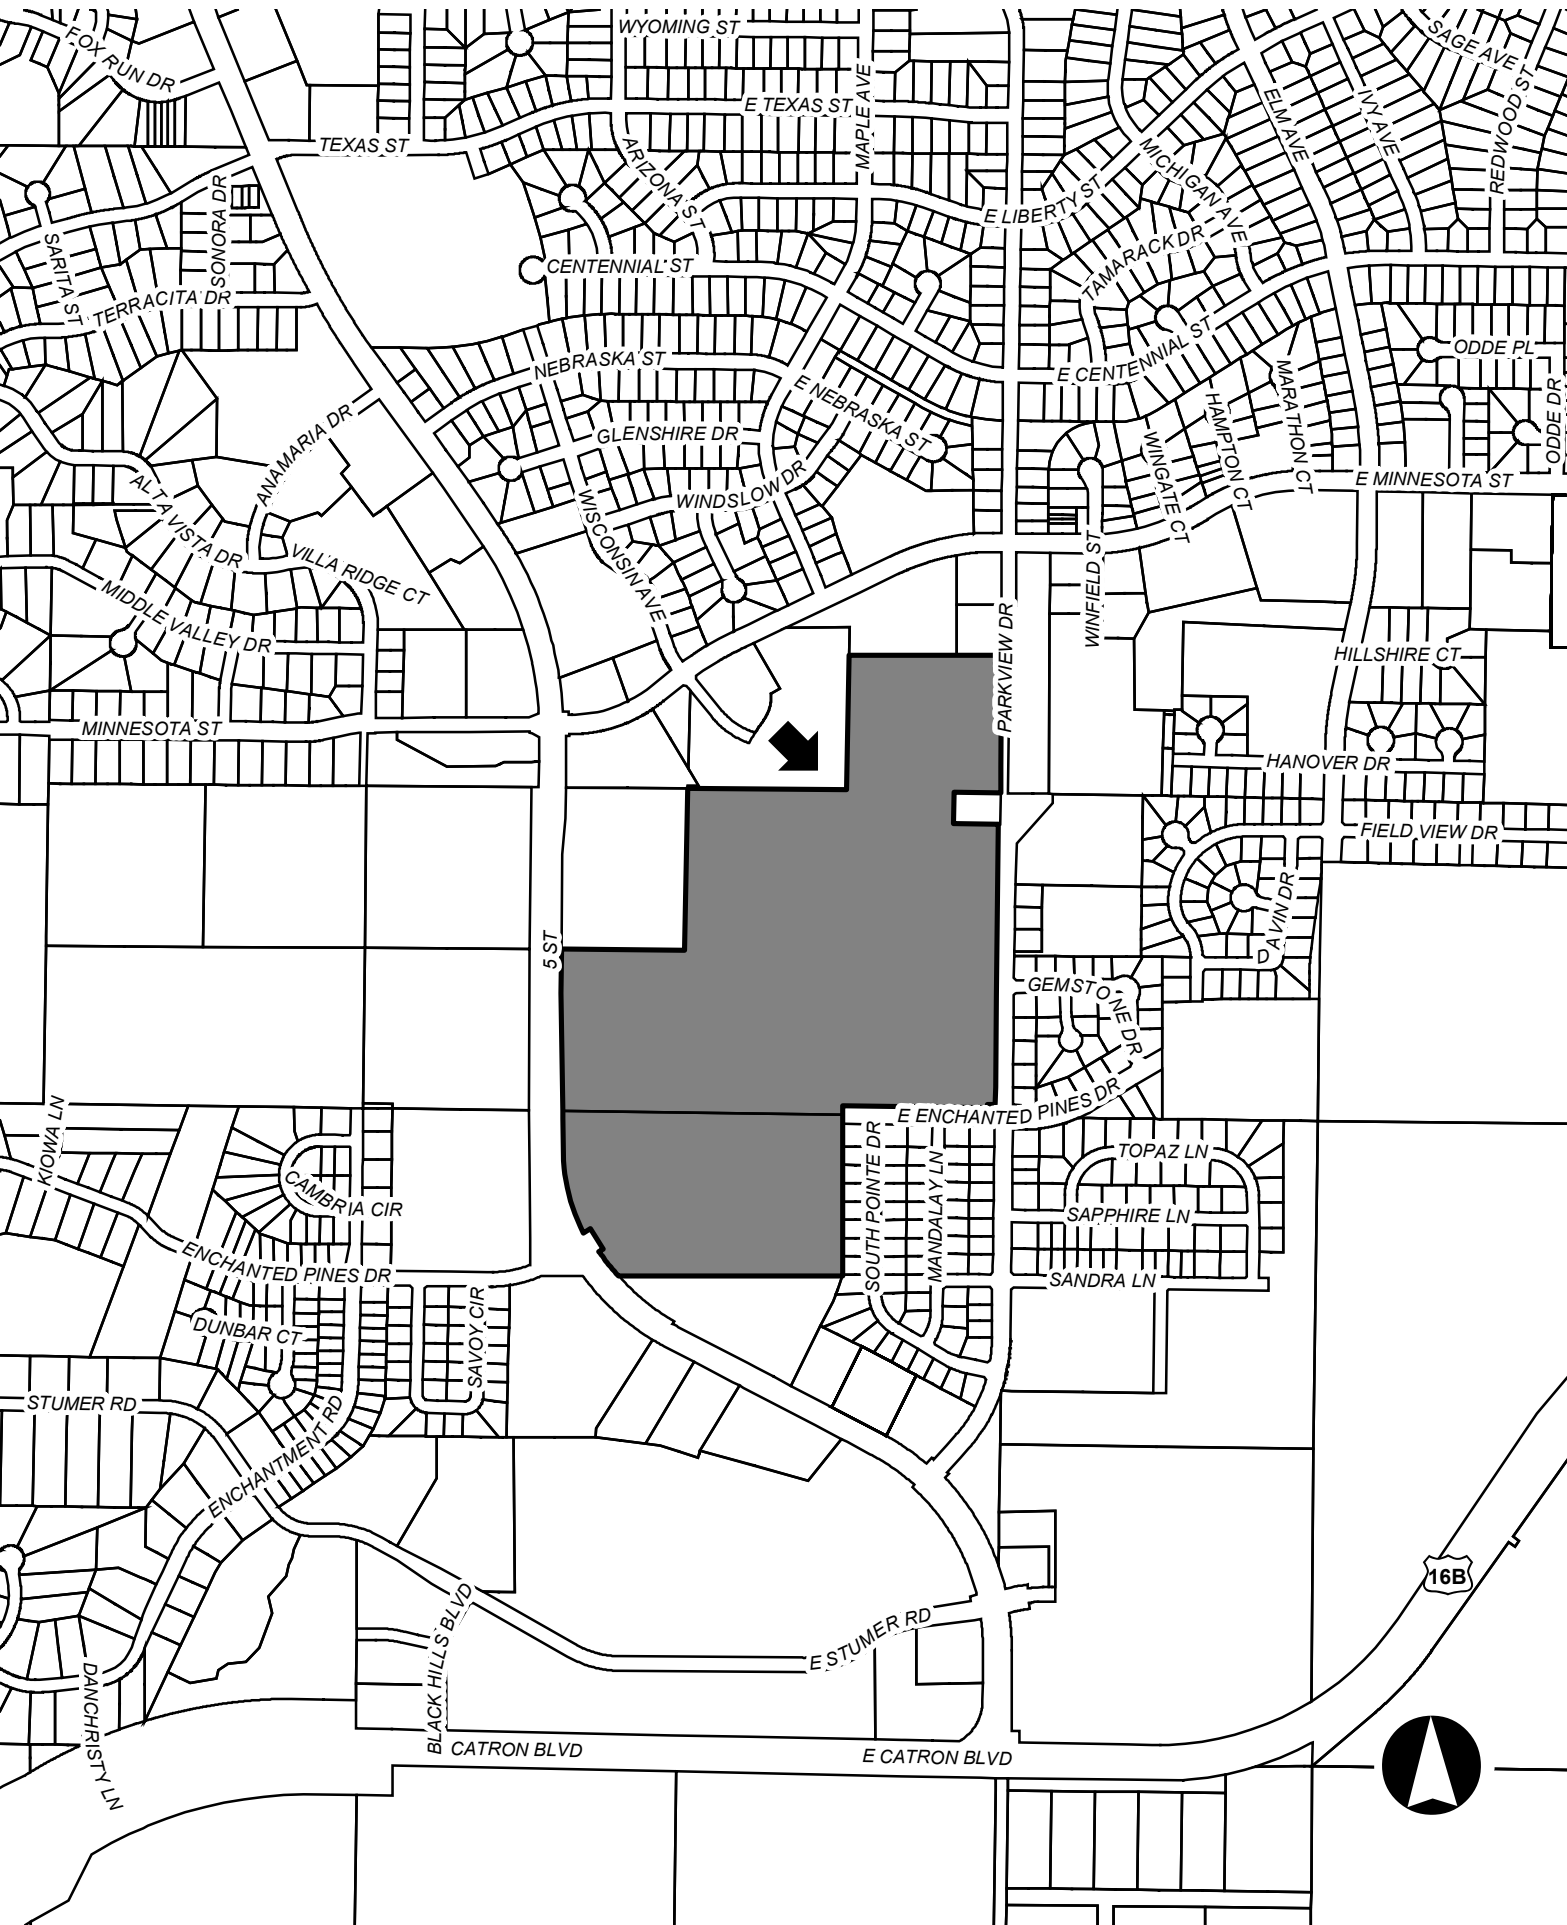 WYOMING ST
SAGE AVE
FOX RUN DR
E TEXAS ST
MAPLE AVE
ELM AVE
IVY AVE
REDWOOD ST
TEXAS ST
ARIZONA ST
MICHIGAN AVE
SONORA DR
E LIBERTY ST
SARITA ST
TAMARACK DR
CENTENNIAL ST
TERRACITA DR
NEBRASKA ST
E CENTENNIAL ST
ODDE PL
E NEBRASKA ST
MARATHON CT
HAMPTON CT
ODDE DR
ANAMARIA DR
GLENSHIRE DR
WINGATE CT
E MINNESOTA ST
ALTA VISTA DR
WINDSLOW DR
WISCONSIN AVE
VILLA RIDGE CT
WINFIELD ST
MIDDLE VALLEY DR
PARKVIEW DR
HILLSHIRE CT
MINNESOTA ST
HANOVER DR
FIELD VIEW DR
DAVIN DR
5 ST
GEMSTONE DR
KIOWA LN
E ENCHANTED PINES DR
SOUTH POINTE DR
MANDALAY LN
TOPAZ LN
CAMBRIA CIR
SAPPHIRE LN
ENCHANTED PINES DR
SANDRA LN
DUNBAR CT
SAVOY CIR
STUMER RD
ENCHANTMENT RD
16B
BLACK HILLS BLVD
E STUMER RD
DANCHRISTY LN
CATRON BLVD
E CATRON BLVD